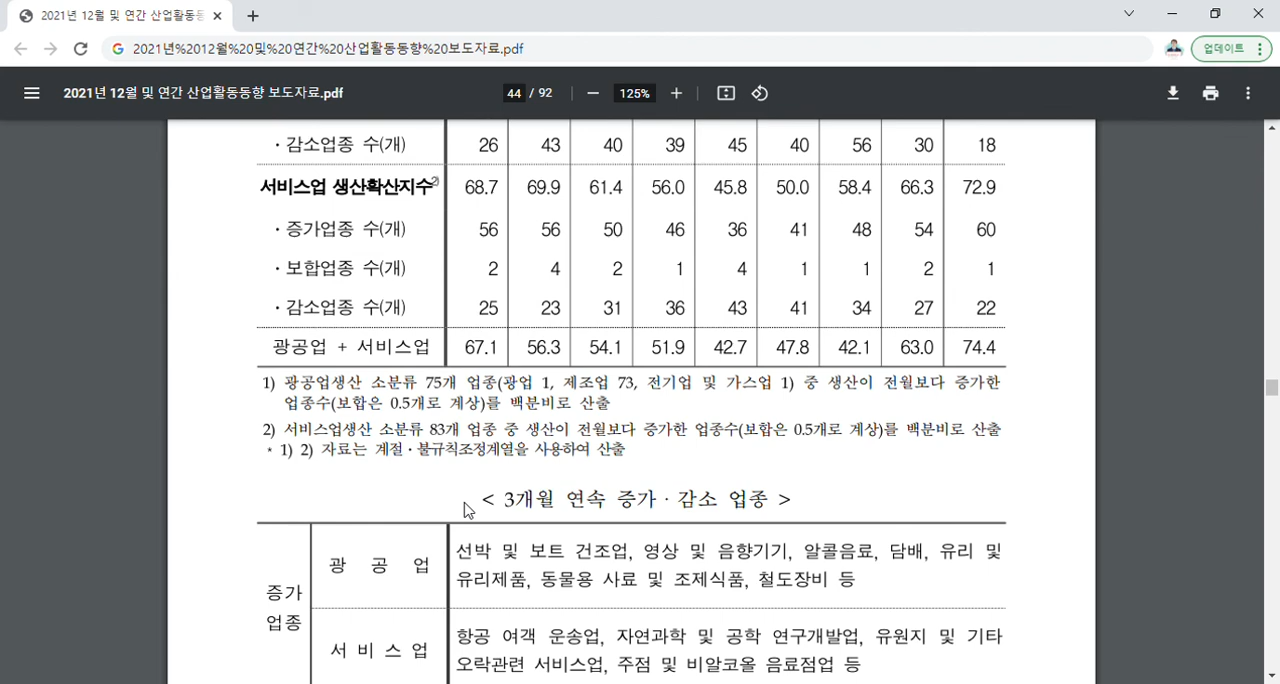 2021년 12월 및 연간 산업활동동
2021년%2012월%20및%20연간%20산업활동동향%20보도자료.pdf
업데이트
2021년 12월 및 연간 산업활동동향 보도자료.pdf
44 / 92
125%
· 감소업종 수(개) 26 43 40 39 45 40 56 30 18
서비스업 생산확산지수2) 68.7 69.9 61.4 56.0 45.8 50.0 58.4 66.3 72.9
· 증가업종 수(개) 56 56 50 46 36 41 48 54 60
· 보합업종 수(개) 2 4 2 1 4 1 1 2 1
· 감소업종 수(개) 25 23 31 36 43 41 34 27 22
광공업 + 서비스업 67.1 56.3 54.1 51.9 42.7 47.8 42.1 63.0 74.4
1) 광공업생산 소분류 75개 업종(광업 1, 제조업 73, 전기업 및 가스업 1) 중 생산이 전월보다 증가한
업종수(보합은 0.5개로 계상)를 백분비로 산출
2) 서비스업생산 소분류 83개 업종 중 생산이 전월보다 증가한 업종수(보합은 0.5개로 계상)를 백분비로 산출
* 1) 2) 자료는 계절·불규칙조정계열을 사용하여 산출
< 3개월 연속 증가·감소 업종 >
증가
업종
광 공 업
선박 및 보트 건조업, 영상 및 음향기기, 알콜음료, 담배, 유리 및
유리제품, 동물용 사료 및 조제식품, 철도장비 등
서 비 스 업
항공 여객 운송업, 자연과학 및 공학 연구개발업, 유원지 및 기타
오락관련 서비스업, 주점 및 비알코올 음료점업 등